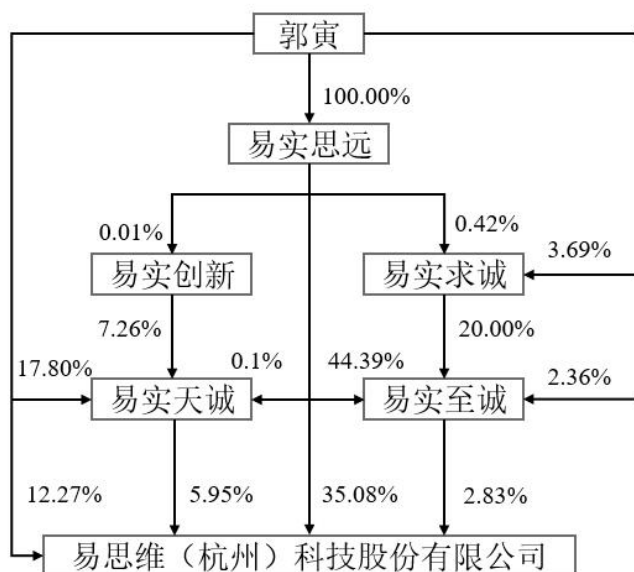 郭寅
100.00%
易实思远
0.01%
0.42%
易实创新
易实求诚
3.69%
7.26%
20.00%
17.80%
0.1%
44.39%
2.36%
易实天诚
易实至诚
12.27%
5.95%
35.08%
2.83%
易思维（杭州）科技股份有限公司